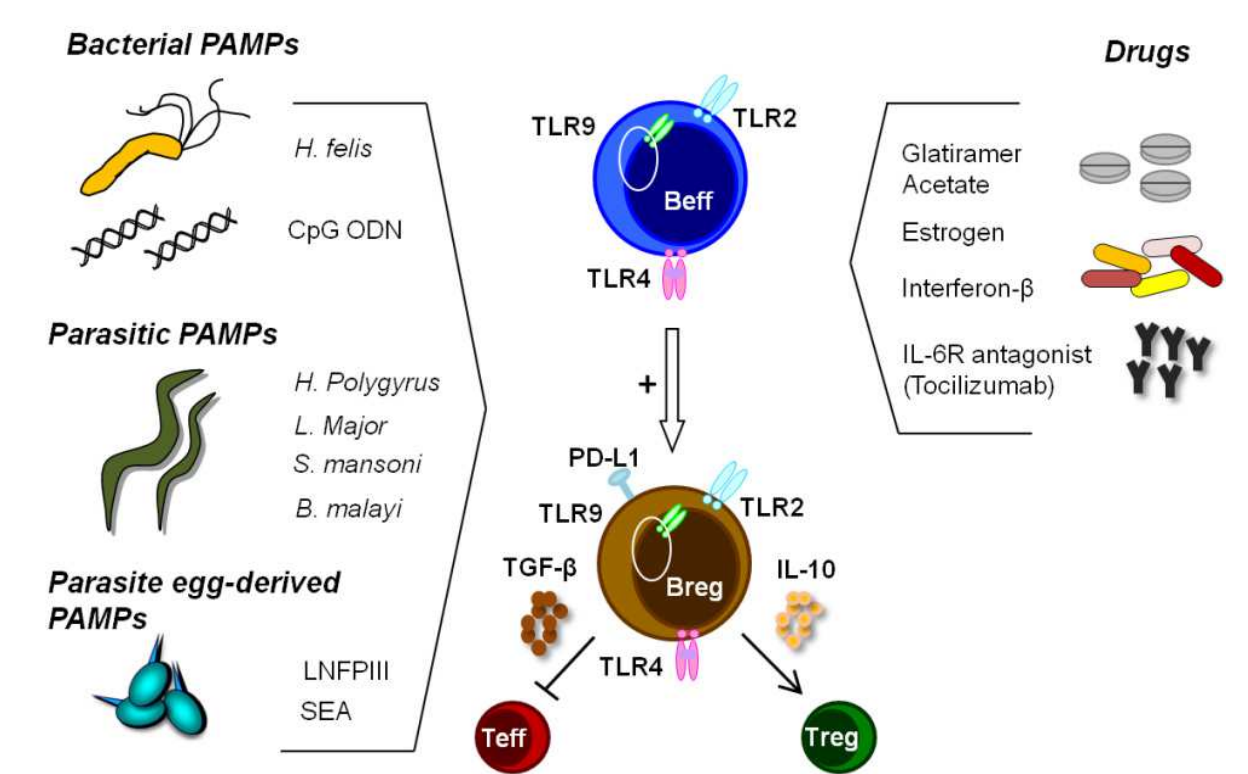 Bacterial PAMPs
H. felis
CpG ODN
Parasitic PAMPs
H. Polygyrus
L. Major
S. mansoni
B. malayi
Parasite egg-derived
PAMPs
LNFPIII
SEA
TLR9
TLR2
Beff
TLR4
+
PD-L1
TLR9
TLR2
TGF-β
Breg
IL-10
TLR4
Teff
Treg
Drugs
Glatiramer
Acetate
Estrogen
Interferon-β
IL-6R antagonist
(Tocilizumab)